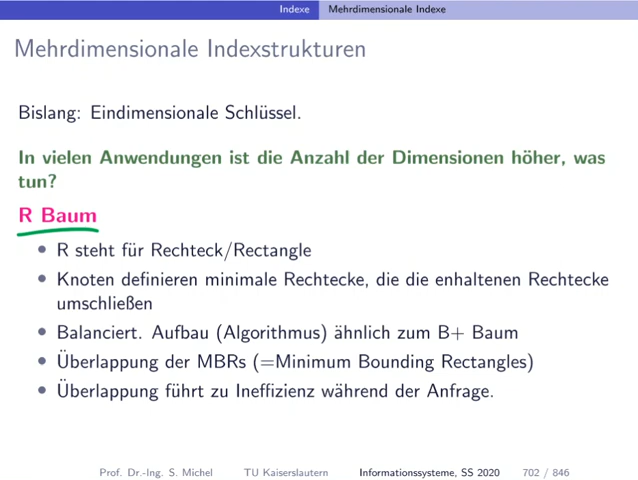 Indexe Mehrdimensionale Indexe
Mehrdimensionale Indexstrukturen
Bislang: Eindimensionale Schlüssel.
In vielen Anwendungen ist die Anzahl der Dimensionen höher, was
tun?
R Baum
• R steht für Rechteck/Rectangle
• Knoten definieren minimale Rechtecke, die die enhaltenen Rechtecke
umschließen
• Balanciert. Aufbau (Algorithmus) ähnlich zum B+ Baum
• Überlappung der MBRs (=Minimum Bounding Rectangles)
• Überlappung führt zu Ineffizienz während der Anfrage.
Prof. Dr.-Ing. S. Michel TU Kaiserslautern Informationssysteme, SS 2020 702 / 846